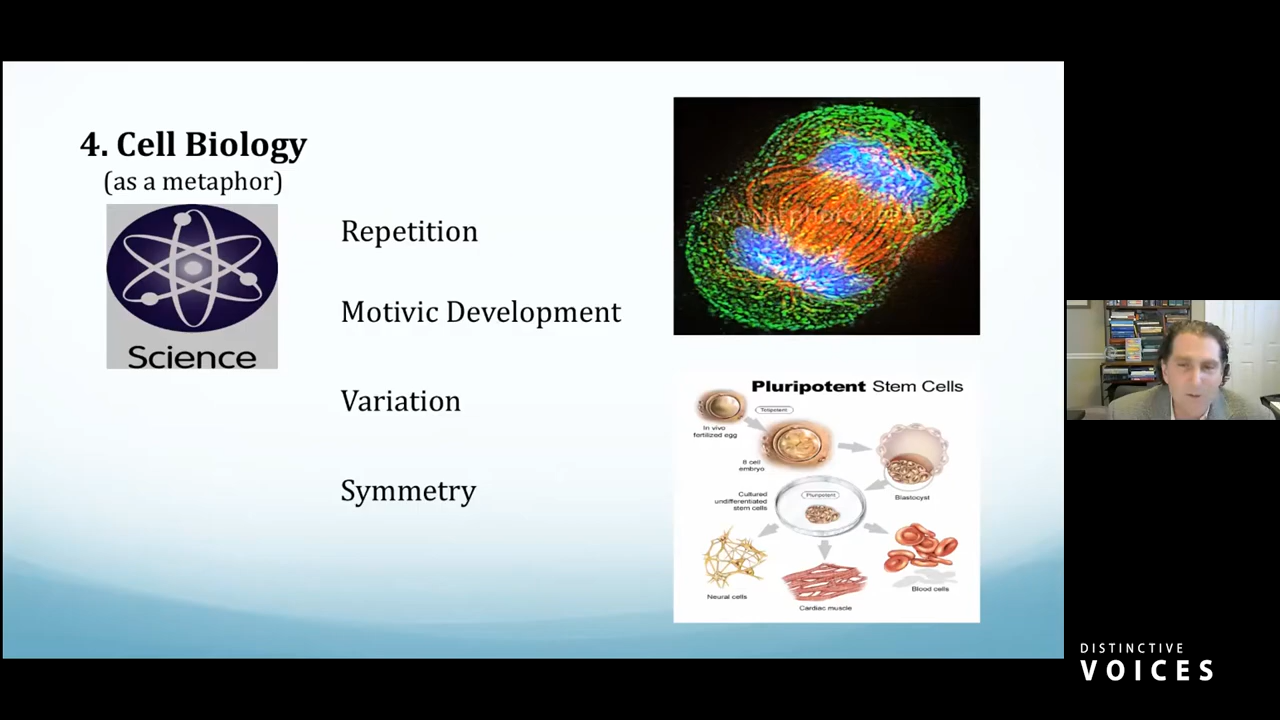 4. Cell Biology
(as a metaphor)
Science
Repetition
Motivic Development
Variation
Symmetry
Pluripotent Stem Cells
Totipotent
In vivo
fertilized egg
8 cell
embryo
Blastocyst
Cultured
undifferentiated
stem cells
Pluripotent
Neural cells
Cardiac muscle
Blood cells
DISTINCTIVE
VOICES